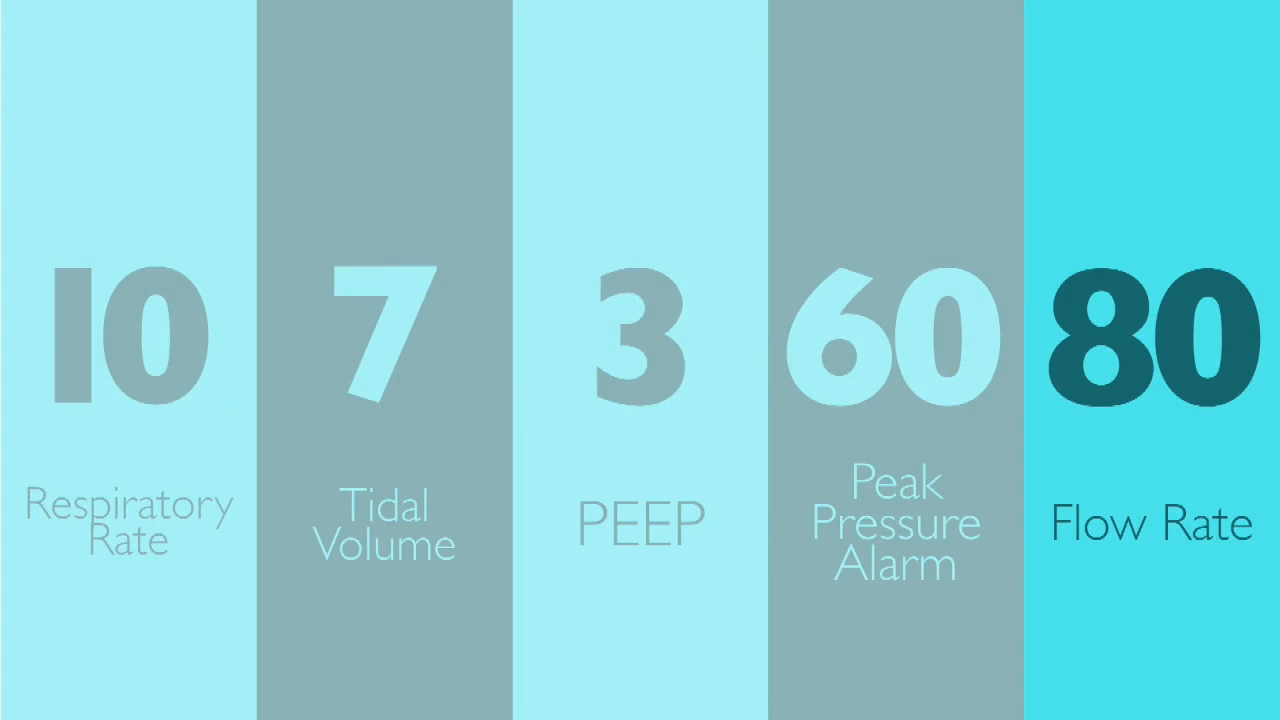 10
Respiratory
Rate
7
Tidal
Volume
3
PEEP
60
Peak
Pressure
Alarm
80
Flow Rate